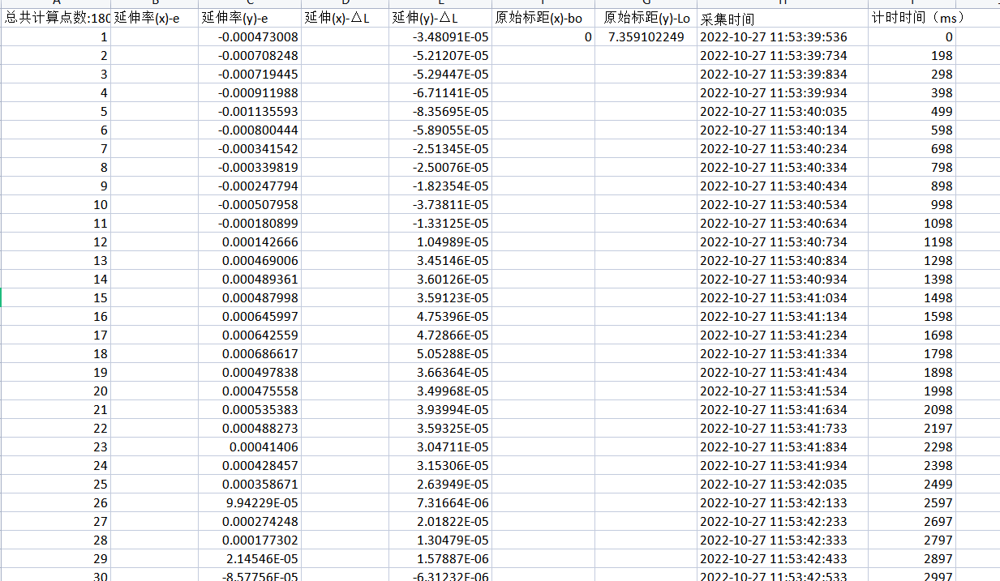 A B C D E F G H I
总共计算点数:180 延伸率(x)-e 延伸率(y)-e 延伸(x)-△L 延伸(y)-△L 原始标距(x)-bo 原始标距(y)-Lo 采集时间 计时时间（ms）
1 -0.000473008 -3.48091E-05 0 7.359102249 2022-10-27 11:53:39:536 0
2 -0.000708248 -5.21207E-05 2022-10-27 11:53:39:734 198
3 -0.000719445 -5.29447E-05 2022-10-27 11:53:39:834 298
4 -0.000911988 -6.71141E-05 2022-10-27 11:53:39:934 398
5 -0.001135593 -8.35695E-05 2022-10-27 11:53:40:035 499
6 -0.000800444 -5.89055E-05 2022-10-27 11:53:40:134 598
7 -0.000341542 -2.51345E-05 2022-10-27 11:53:40:234 698
8 -0.000339819 -2.50076E-05 2022-10-27 11:53:40:334 798
9 -0.000247794 -1.82354E-05 2022-10-27 11:53:40:434 898
10 -0.000507958 -3.73811E-05 2022-10-27 11:53:40:534 998
11 -0.000180899 -1.33125E-05 2022-10-27 11:53:40:634 1098
12 0.000142666 1.04989E-05 2022-10-27 11:53:40:734 1198
13 0.000469006 3.45146E-05 2022-10-27 11:53:40:834 1298
14 0.000489361 3.60126E-05 2022-10-27 11:53:40:934 1398
15 0.000487998 3.59123E-05 2022-10-27 11:53:41:034 1498
16 0.000645997 4.75396E-05 2022-10-27 11:53:41:134 1598
17 0.000642559 4.72866E-05 2022-10-27 11:53:41:234 1698
18 0.000686617 5.05288E-05 2022-10-27 11:53:41:334 1798
19 0.000497838 3.66364E-05 2022-10-27 11:53:41:434 1898
20 0.000475558 3.49968E-05 2022-10-27 11:53:41:534 1998
21 0.000535383 3.93994E-05 2022-10-27 11:53:41:634 2098
22 0.000488273 3.59325E-05 2022-10-27 11:53:41:733 2197
23 0.00041406 3.04711E-05 2022-10-27 11:53:41:834 2298
24 0.000428457 3.15306E-05 2022-10-27 11:53:41:934 2398
25 0.000358671 2.63949E-05 2022-10-27 11:53:42:035 2499
26 9.94229E-05 7.31664E-06 2022-10-27 11:53:42:133 2597
27 0.000274248 2.01822E-05 2022-10-27 11:53:42:233 2697
28 0.000177302 1.30479E-05 2022-10-27 11:53:42:333 2797
29 2.14546E-05 1.57887E-06 2022-10-27 11:53:42:433 2897
30 -8.57756E-05 -6.31232E-06 2022-10-27 11:53:42:533 2997